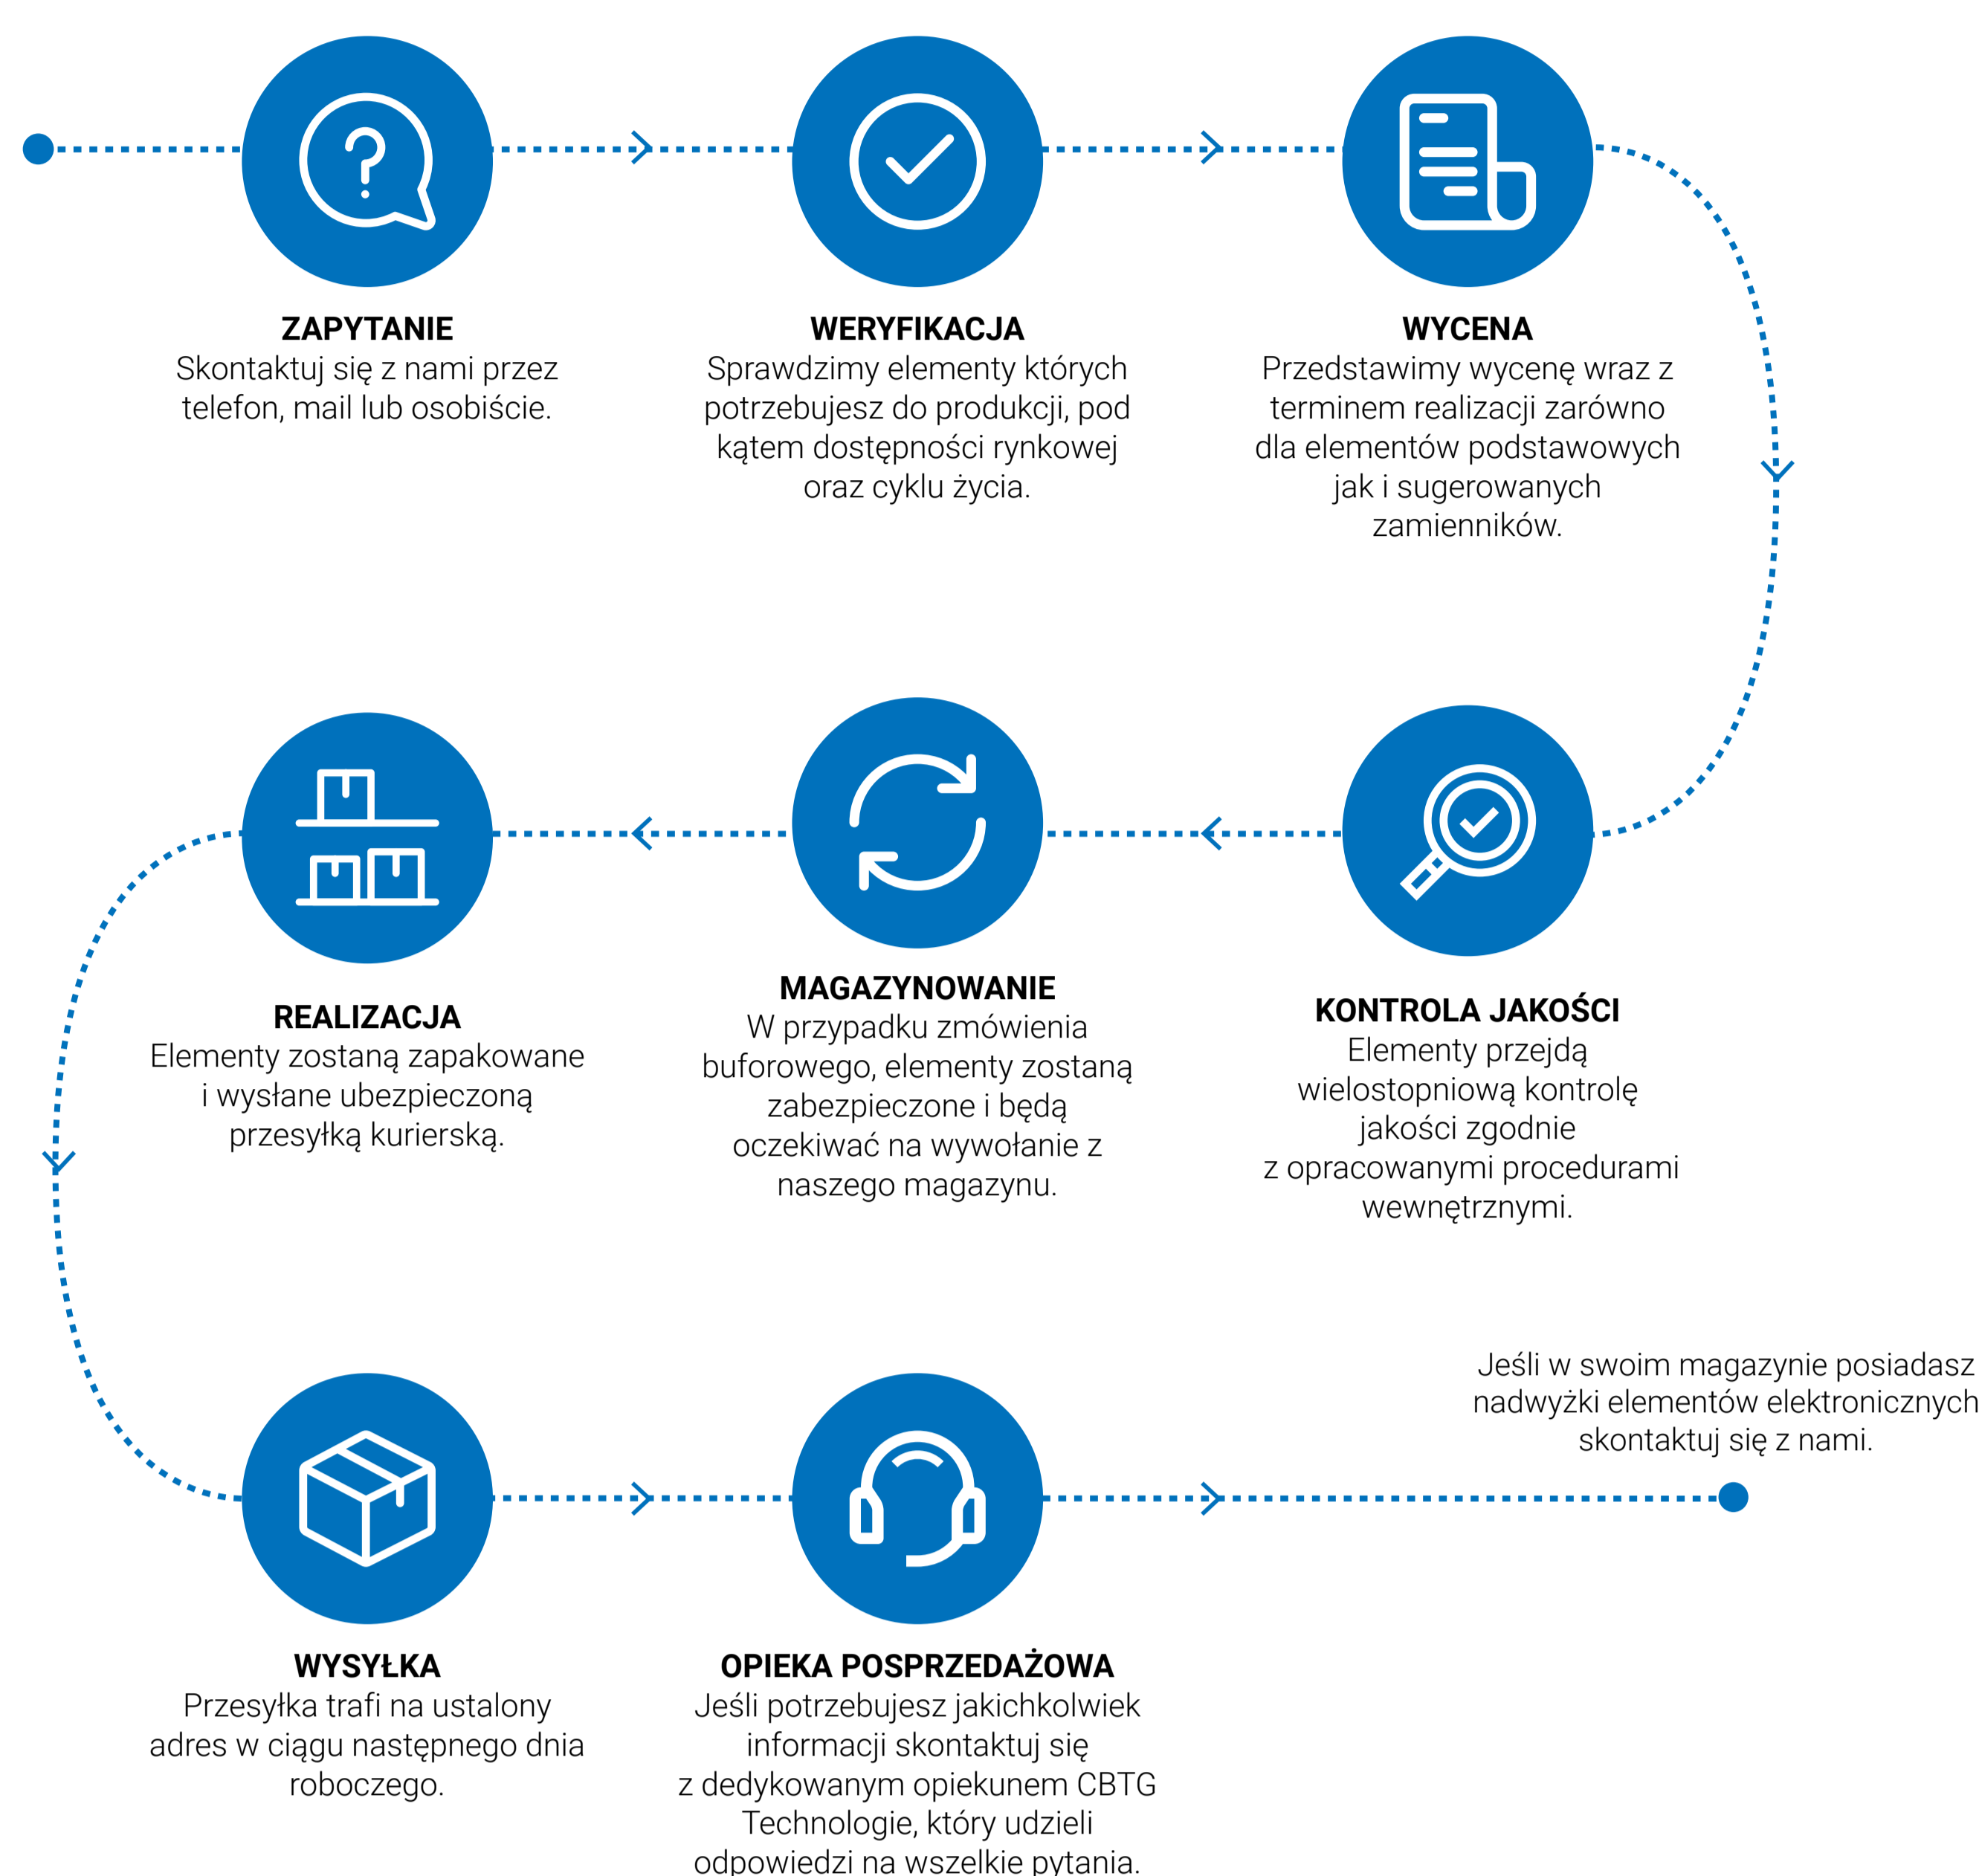 ZAPYTANIE
Skontaktuj się z nami przez
telefon, mail lub osobiście.
WERYFIKACJA
Sprawdzimy elementy których
potrzebujesz do produkcji, pod
kątem dostępności rynkowej
oraz cyklu życia.
WYCENA
Przedstawimy wycenę wraz z
terminem realizacji zarówno
dla elementów podstawowych
jak i sugerowanych
zamienników.
KONTROLA JAKOŚCI
Elementy przejdą
wielostopniową kontrolę
jakości zgodnie
z opracowanymi procedurami
wewnętrznymi.
MAGAZYNOWANIE
W przypadku zmówienia
buforowego, elementy zostaną
zabezpieczone i będą
oczekiwać na wywołanie z
naszego magazynu.
REALIZACJA
Elementy zostaną zapakowane
i wysłane ubezpieczoną
przesyłką kurierską.
WYSYŁKA
Przesyłka trafi na ustalony
adres w ciągu następnego dnia
roboczego.
OPIEKA POSPRZEDAŻOWA
Jeśli potrzebujesz jakichkolwiek
informacji skontaktuj się
z dedykowanym opiekunem CBTG
Technologie, który udzieli
odpowiedzi na wszelkie pytania.
Jeśli w swoim magazynie posiadasz
nadwyżki elementów elektronicznych
skontaktuj się z nami.